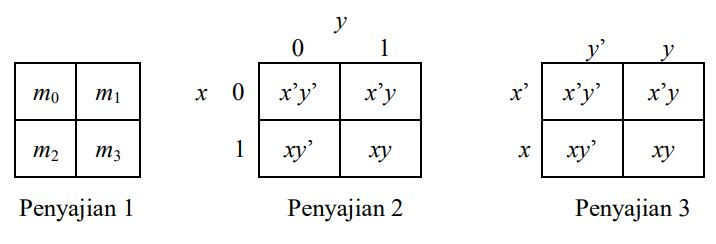 y
0 1 y’ y
m0 m1 x 0 x’y’ x’y x’ x’y’ x’y
m2 m3 1 xy’ xy x xy’ xy
Penyajian 1 Penyajian 2 Penyajian 3